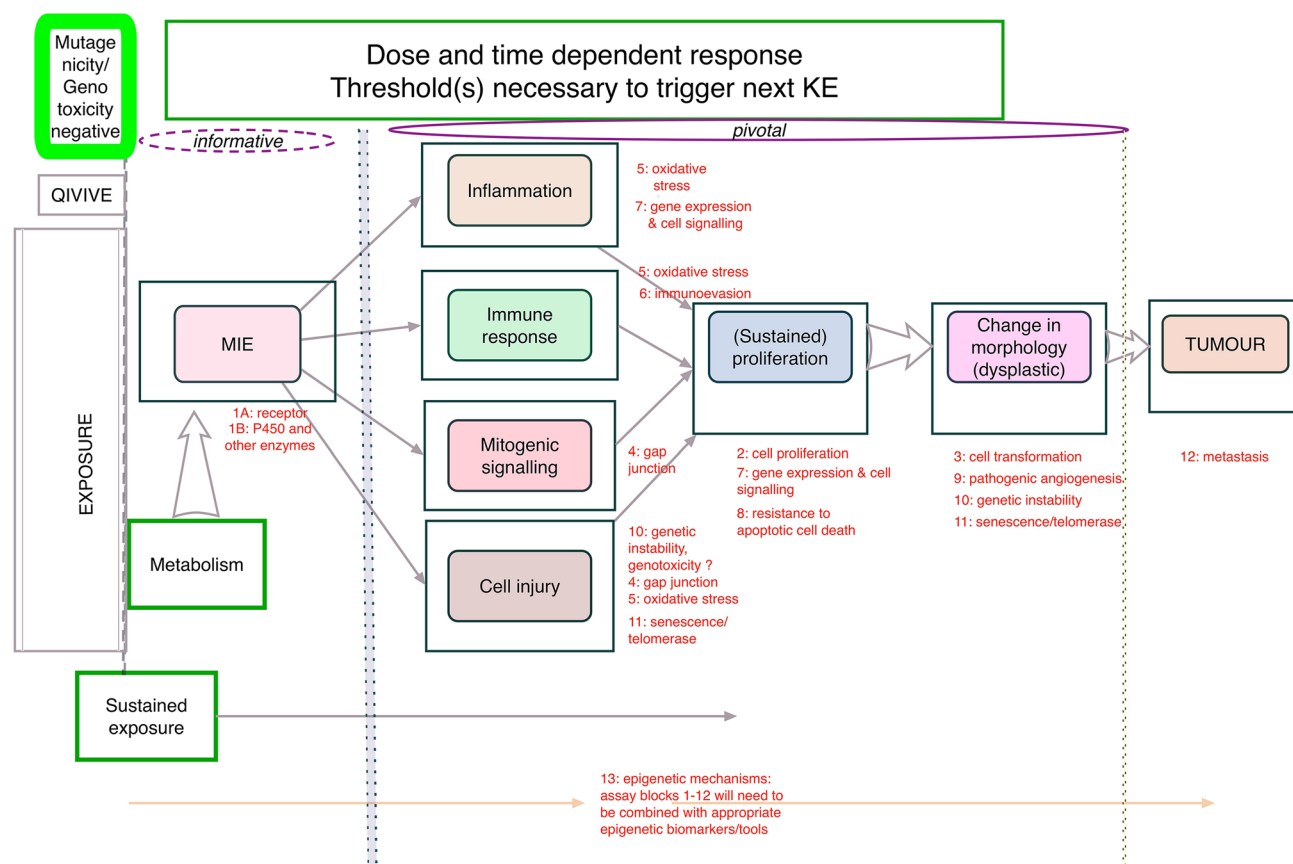 Mutage
nicity/
Geno
toxicity
negative
Dose and time dependent response
Threshold(s) necessary to trigger next KE
informative
pivotal
QIVIVE
EXPOSURE
MIE
1A: receptor
1B: P450 and
other enzymes
Metabolism
Sustained
exposure
Inflammation
5: oxidative
stress
7: gene expression
& cell signalling
Immune
response
5: oxidative stress
6: immunoevasion
Mitogenic
signalling
4: gap
junction
Cell injury
10: genetic
instability,
genotoxicity ?
4: gap junction
5: oxidative stress
11: senescence/
telomerase
(Sustained)
proliferation
2: cell proliferation
7: gene expression & cell
signalling
8: resistance to
apoptotic cell death
Change in
morphology
(dysplastic)
3: cell transformation
9: pathogenic angiogenesis
10: genetic instability
11: senescence/telomerase
TUMOUR
12: metastasis
13: epigenetic mechanisms:
assay blocks 1-12 will need to
be combined with appropriate
epigenetic biomarkers/tools